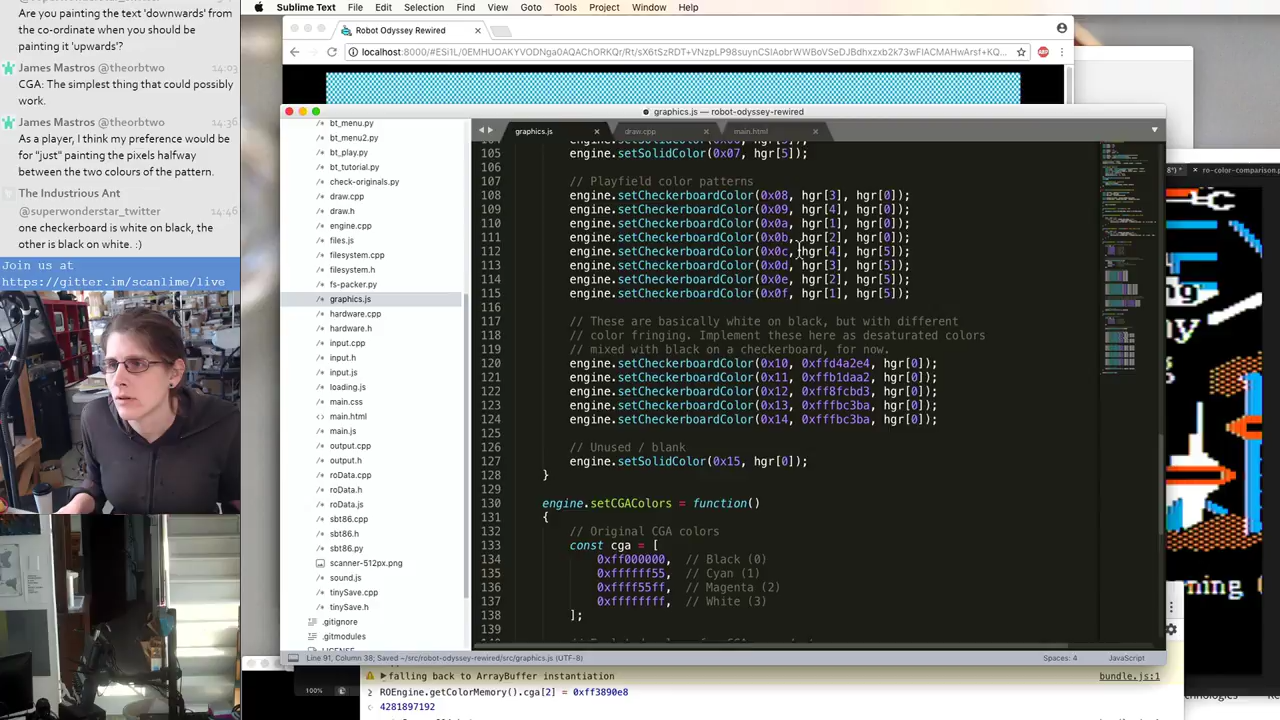 Are you painting the text 'downwards' from
the co-ordinate when you should be
painting it 'upwards'?
James Mastros @theorbtwo 14:03
CGA: The simplest thing that could possibly
work.
James Mastros @theorbtwo 14:36
As a player, I think my preference would be
for "just" painting the pixels halfway
between the two colours of the pattern.
The Industrious Ant
@superwonderstar_twitter 14:46
one checkerboard is white on black, the
other is black on white. :)
Join us at
https://gitter.im/scanlime/live
Sublime Text File Edit Selection Find View Goto Tools Project Window Help
Robot Odyssey Rewired
graphics.js — robot-odyssey-rewired
graphics.js
draw.cpp
main.html
ro-color-comparison.p
bt_menu.py
bt_menu2.py
bt_play.py
bt_tutorial.py
check-originals.py
draw.cpp
draw.h
engine.cpp
files.js
filesystem.cpp
filesystem.h
fs-packer.py
graphics.js
hardware.cpp
hardware.h
input.cpp
input.h
input.js
loading.js
main.css
main.html
main.js
output.cpp
output.h
roData.cpp
roData.h
roData.js
sbt86.cpp
sbt86.h
sbt86.py
scanner-512px.png
sound.js
tinySave.cpp
tinySave.h
.gitignore
.gitmodules
105 engine.setSolidColor(0x07, hgr[5]);
106
107 // Playfield color patterns
108 engine.setCheckerboardColor(0x08, hgr[3], hgr[0]);
109 engine.setCheckerboardColor(0x09, hgr[4], hgr[0]);
110 engine.setCheckerboardColor(0x0a, hgr[1], hgr[0]);
111 engine.setCheckerboardColor(0x0b, hgr[2], hgr[0]);
112 engine.setCheckerboardColor(0x0c, hgr[4], hgr[5]);
113 engine.setCheckerboardColor(0x0d, hgr[3], hgr[5]);
114 engine.setCheckerboardColor(0x0e, hgr[2], hgr[5]);
115 engine.setCheckerboardColor(0x0f, hgr[1], hgr[5]);
116
117 // These are basically white on black, but with different
118 // color fringing. Implement these here as desaturated colors
119 // mixed with black on a checkerboard, for now.
120 engine.setCheckerboardColor(0x10, 0xffd4a2e4, hgr[0]);
121 engine.setCheckerboardColor(0x11, 0xffb1daa2, hgr[0]);
122 engine.setCheckerboardColor(0x12, 0xff8fcbd3, hgr[0]);
123 engine.setCheckerboardColor(0x13, 0xfffbc3ba, hgr[0]);
124 engine.setCheckerboardColor(0x14, 0xfffbc3ba, hgr[0]);
125
126 // Unused / blank
127 engine.setSolidColor(0x15, hgr[0]);
128 }
129
130 engine.setCGAColors = function()
131 {
132 // Original CGA colors
133 const cga = [
134 0xff000000, // Black (0)
135 0xffffff55, // Cyan (1)
136 0xffff55ff, // Magenta (2)
137 0xffffffff, // White (3)
138 ];
139
Line 91, Column 38; Saved ~/src/robot-odyssey-rewired/src/graphics.js (UTF-8)
Spaces: 4
JavaScript
100%
falling back to ArrayBuffer instantiation
bundle.js:1
ROEngine.getColorMemory().cga[2] = 0xff3890e8
4281897192